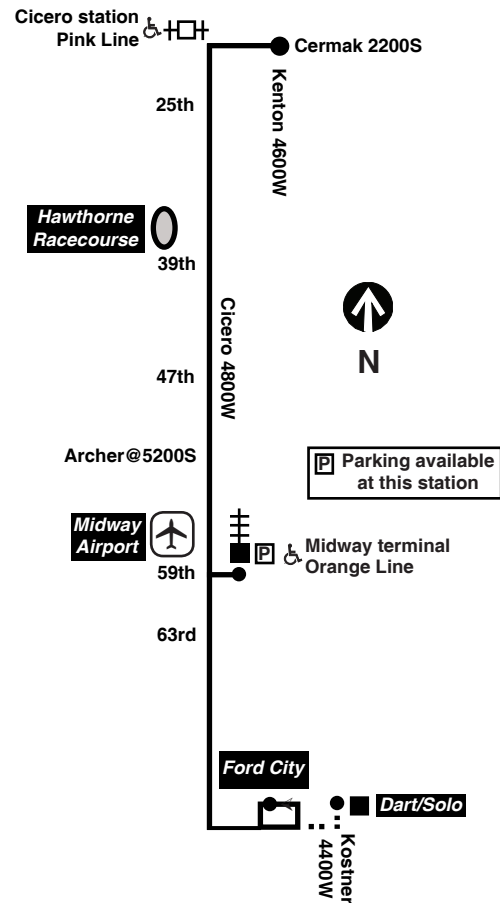 Cicero station
Pink Line
Cermak 2200S
Kenton 4600W
25th
Hawthorne
Racecourse
39th
Cicero 4800W
N
47th
Archer@5200S
P Parking available
at this station
Midway
Airport
P
Midway terminal
Orange Line
59th
63rd
Ford City
Dart/Solo
Kostner
4400W